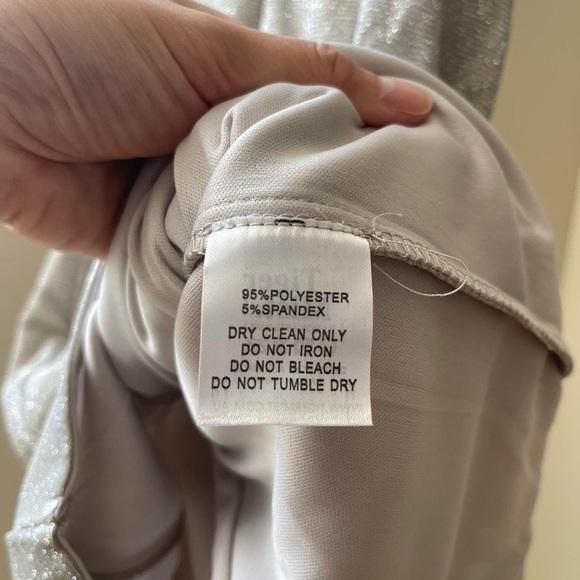 95%POLYESTER
5%SPANDEX
DRY CLEAN ONLY
DO NOT IRON
DO NOT BLEACH
DO NOT TUMBLE DRY